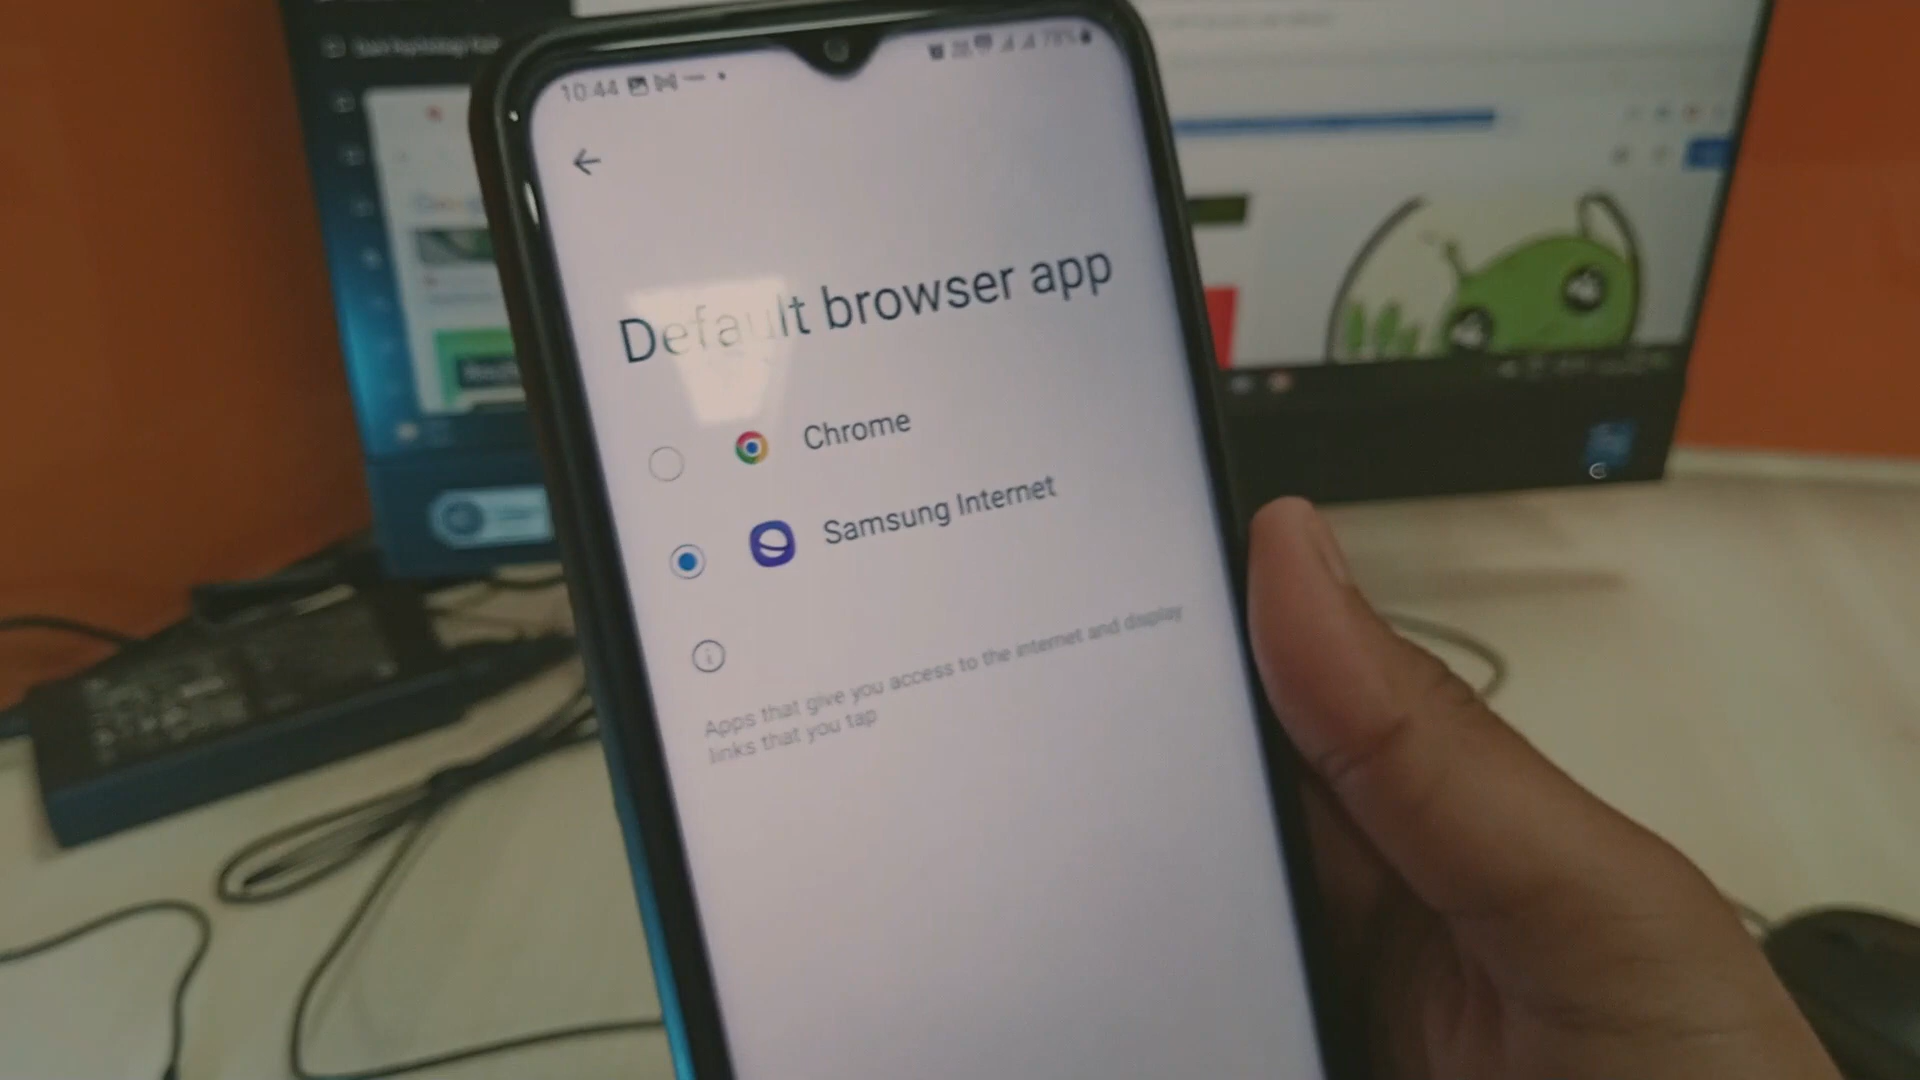 10:44
78%
Default browser app
Chrome
Samsung Internet
Apps that give you access to the internet and display
links that you tap